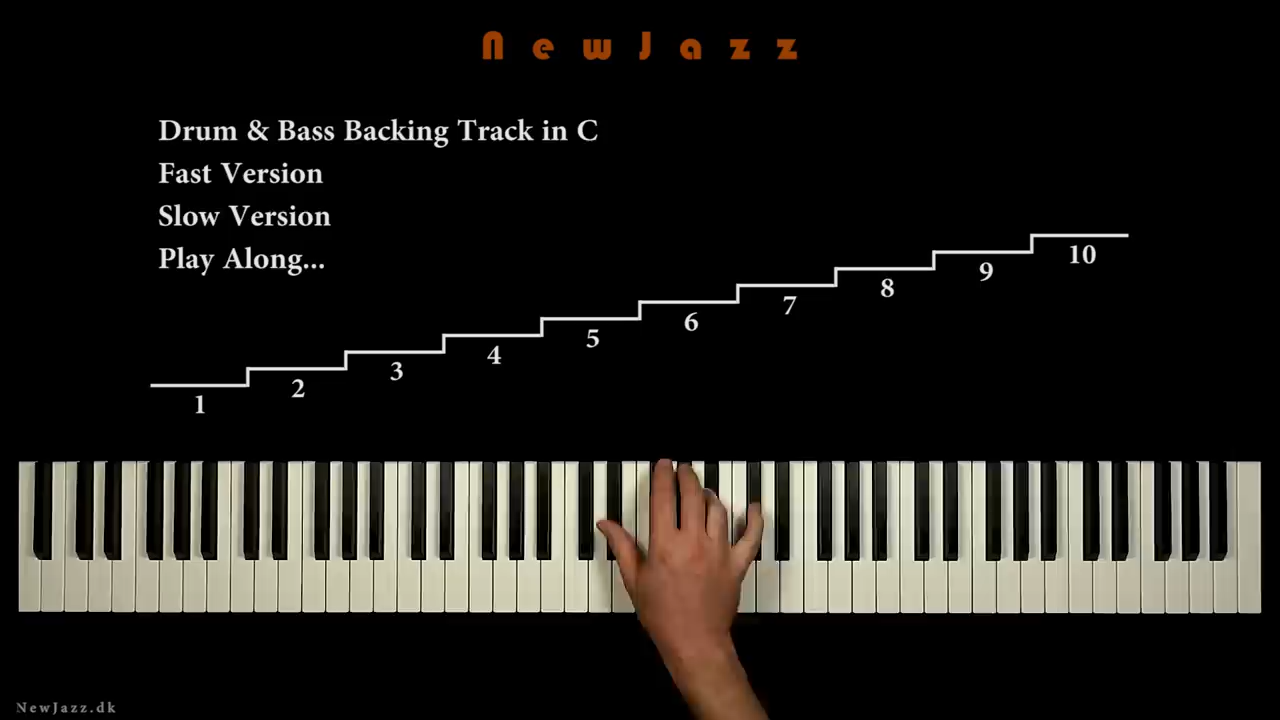 NewJazz
Drum & Bass Backing Track in C
Fast Version
Slow Version
Play Along...
10
9
8
7
6
5
4
3
2
1
NewJazz.dk